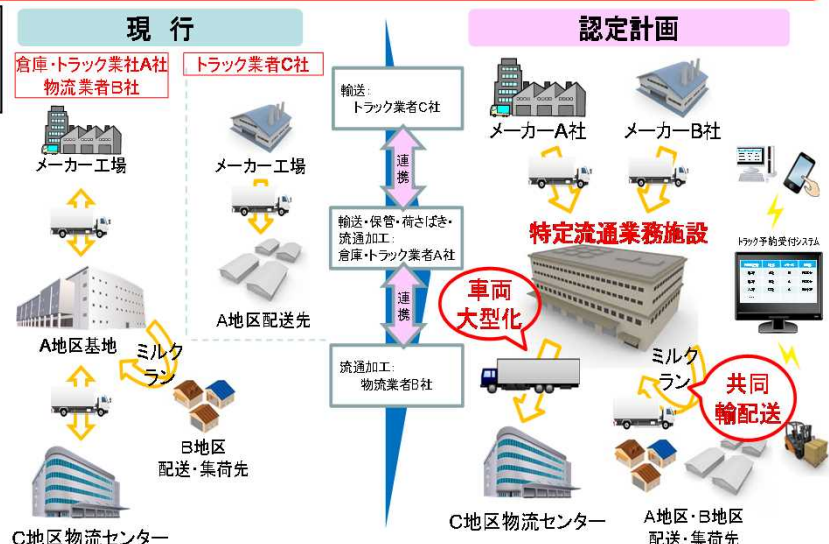 現 行
倉庫・トラック業社A社
物流業者B社
トラック業者C社
メーカー工場
メーカー工場
A地区配送先
A地区基地
ミルク
ラン
B地区
配送・集荷先
C地区物流センター
輸送:
トラック業者C社
連携
輸送・保管・荷さばき・
流通加工:
倉庫・トラック業者A社
連携
流通加工:
物流業者B社
認定計画
メーカーA社
メーカーB社
特定流通業務施設
トラック予約受付システム
車両
大型化
ミルク
ラン
共同
輸配送
C地区物流センター
A地区・B地区
配送・集荷先